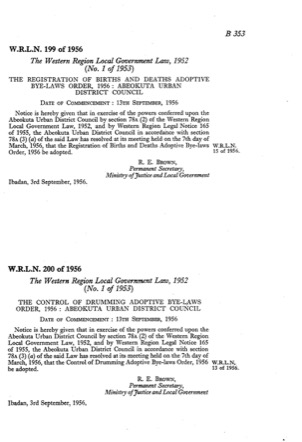 B 353
W.R.L.N. 199 of 1956
The Western Region Local Government Law, 1952
(No. 1 of 1953)
THE REGISTRATION OF BIRTHS AND DEATHS ADOPTIVE
BYE-LAWS ORDER, 1956 : ABEOKUTA URBAN
DISTRICT COUNCIL
DATE OF COMMENCEMENT : 13TH SEPTEMBER, 1956
Notice is hereby given that in exercise of the powers conferred upon the
Abeokuta Urban District Council by section 78A (2) of the Western Region
Local Government Law, 1952, and by Western Region Legal Notice 165
of 1955, the Abeokuta Urban District Council in accordance with section
78A (3) (a) of the said Law has resolved at its meeting held on the 7th day of
March, 1956, that the Registration of Births and Deaths Adoptive Bye-laws W.R.L.N.
Order, 1956 be adopted. 15 of 1956.
R. E. BROWN,
Permanent Secretary,
Ministry of Justice and Local Government
Ibadan, 3rd September, 1956.
W.R.L.N. 200 of 1956
The Western Region Local Government Law, 1952
(No. 1 of 1953)
THE CONTROL OF DRUMMING ADOPTIVE BYE-LAWS
ORDER, 1956 : ABEOKUTA URBAN DISTRICT COUNCIL
DATE OF COMMENCEMENT : 13TH SEPTEMBER, 1956
Notice is hereby given that in exercise of the powers conferred upon the
Abeokuta Urban District Council by section 78A (2) of the Western Region
Local Government Law, 1952, and by Western Region Legal Notice 165
of 1955, the Abeokuta Urban District Council in accordance with section
78A (3) (a) of the said Law has resolved at its meeting held on the 7th day of
March, 1956, that the Control of Drumming Adoptive Bye-laws Order, 1956 W.R.L.N.
be adopted. 13 of 1956.
R. E. BROWN,
Permanent Secretary,
Ministry of Justice and Local Government
Ibadan, 3rd September, 1956.